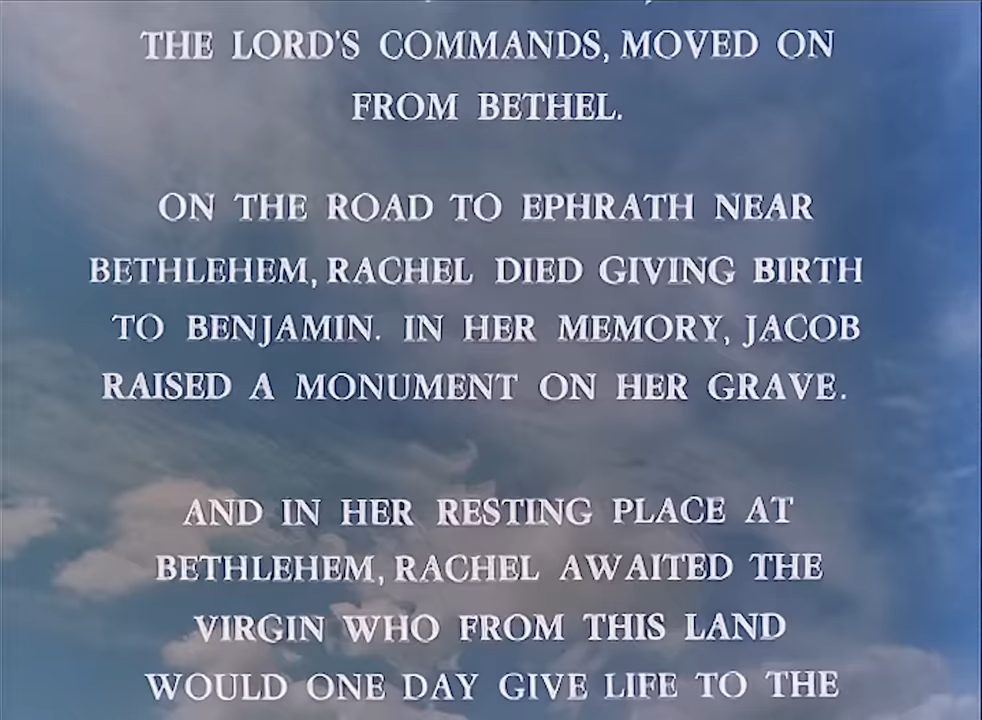 THE LORD'S COMMANDS, MOVED ON
FROM BETHEL.
ON THE ROAD TO EPHRATH NEAR
BETHLEHEM, RACHEL DIED GIVING BIRTH
TO BENJAMIN. IN HER MEMORY, JACOB
RAISED A MONUMENT ON HER GRAVE.
AND IN HER RESTING PLACE AT
BETHLEHEM, RACHEL AWAITED THE
VIRGIN WHO FROM THIS LAND
WOULD ONE DAY GIVE LIFE TO THE